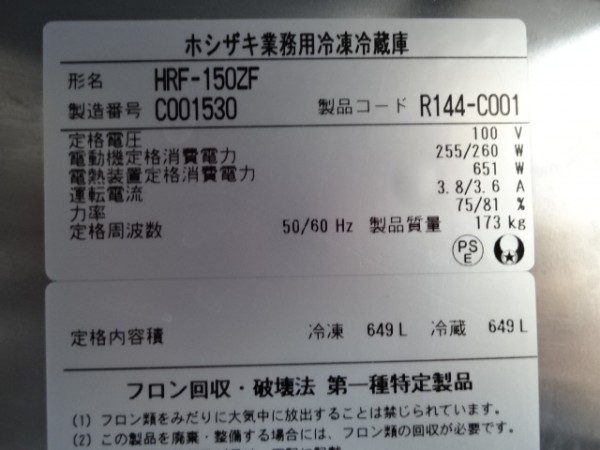 ホシザキ業務用冷凍冷蔵庫
形名 HRF-150ZF
製造番号 C001530 製品コード R144-C001
定格電圧 100 V
電動機定格消費電力 255/260 W
電熱装置定格消費電力 651 W
運転電流 3.8/3.6 A
力率 75/81 %
定格周波数 50/60 Hz 製品質量 173 kg
PS
E
定格内容積 冷凍 649 L 冷蔵 649 L
フロン回収・破壊法 第一種特定製品
(1) フロン類をみだりに大気中に放出することは禁じられています。
(2) この製品を廃棄・整備する場合には、フロン類の回収が必要です。